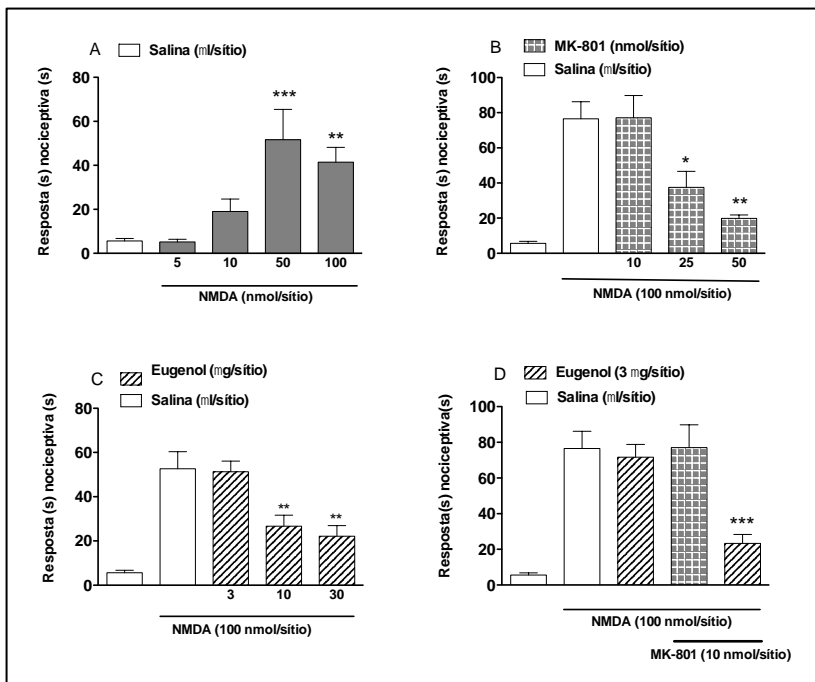 A
Salina (ml/sítio)
Resposta (s) nociceptiva (s)
80
60
40
20
0
***
**
5 10 50 100
NMDA (nmol/sítio)
B
MK-801 (nmol/sítio)
Salina (ml/sítio)
Resposta (s) nociceptiva (s)
100
80
60
40
20
0
*
**
10 25 50
NMDA (100 nmol/sítio)
C
Eugenol (mg/sítio)
Salina (ml/sítio)
Resposta (s) nociceptiva (s)
80
60
40
20
0
**
**
3 10 30
NMDA (100 nmol/sítio)
D
Eugenol (3 mg/sítio)
Salina (ml/sítio)
Resposta(s) nociceptiva(s)
100
80
60
40
20
0
***
NMDA (100 nmol/sítio)
MK-801 (10 nmol/sítio)